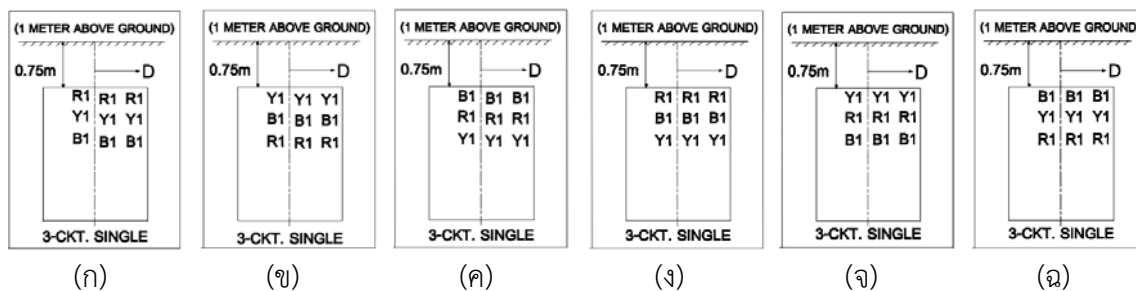 (1 METER ABOVE GROUND)
0.75m
D
R1 R1 R1
Y1 Y1 Y1
B1 B1 B1
3-CKT. SINGLE
(ก)
(1 METER ABOVE GROUND)
0.75m
D
Y1 Y1 Y1
B1 B1 B1
R1 R1 R1
3-CKT. SINGLE
(ข)
(1 METER ABOVE GROUND)
0.75m
D
B1 B1 B1
R1 R1 R1
Y1 Y1 Y1
3-CKT. SINGLE
(ค)
(1 METER ABOVE GROUND)
0.75m
D
R1 R1 R1
B1 B1 B1
Y1 Y1 Y1
3-CKT. SINGLE
(ง)
(1 METER ABOVE GROUND)
0.75m
D
Y1 Y1 Y1
R1 R1 R1
B1 B1 B1
3-CKT. SINGLE
(จ)
(1 METER ABOVE GROUND)
0.75m
D
B1 B1 B1
Y1 Y1 Y1
R1 R1 R1
3-CKT. SINGLE
(ฉ)